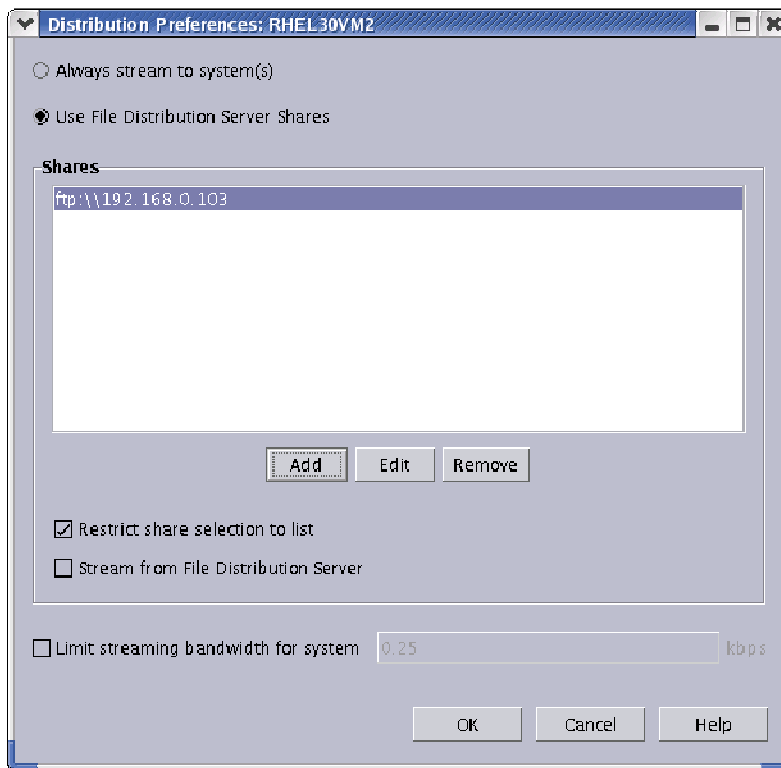 Distribution Preferences: RHEL30VM2
Always stream to system(s)
Use File Distribution Server Shares
Shares
ftp:\\192.168.0.103
Add Edit Remove
Restrict share selection to list
Stream from File Distribution Server
Limit streaming bandwidth for system 0.25 kbps
OK Cancel Help